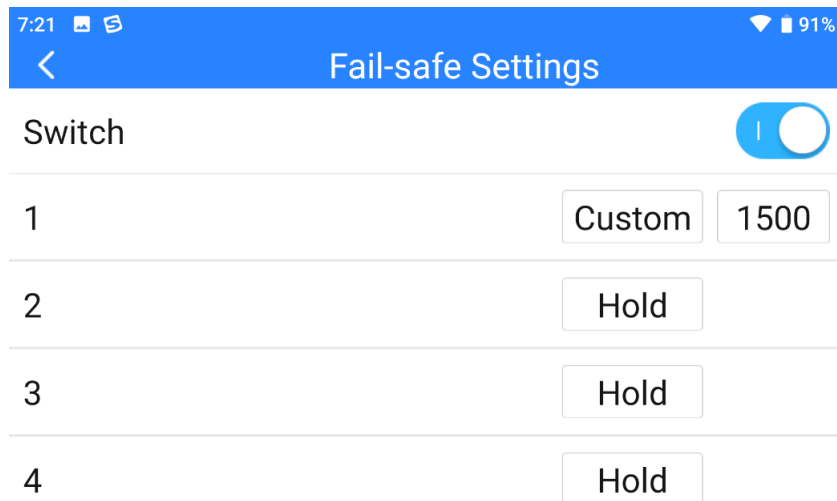 7:21 91%
Fail-safe Settings
Switch
1 Custom 1500
2 Hold
3 Hold
4 Hold